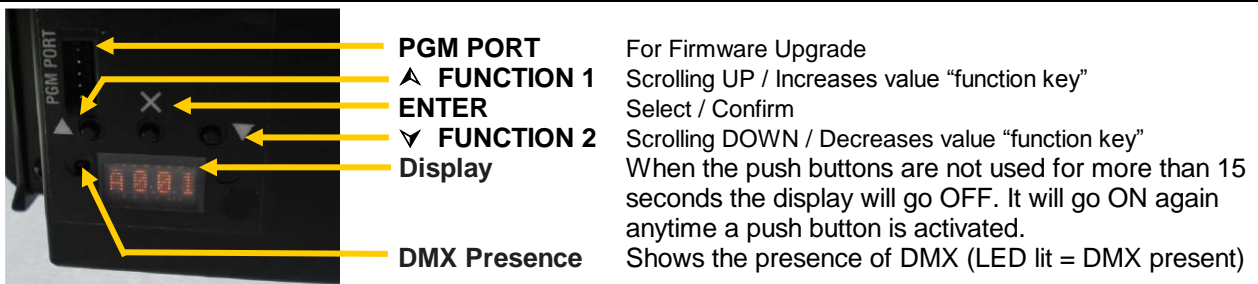 PGM PORT
PGM PORT For Firmware Upgrade
FUNCTION 1 Scrolling UP / Increases value “function key”
ENTER Select / Confirm
FUNCTION 2 Scrolling DOWN / Decreases value “function key”
Display When the push buttons are not used for more than 15
seconds the display will go OFF. It will go ON again
anytime a push button is activated.
DMX Presence Shows the presence of DMX (LED lit = DMX present)
A0.01